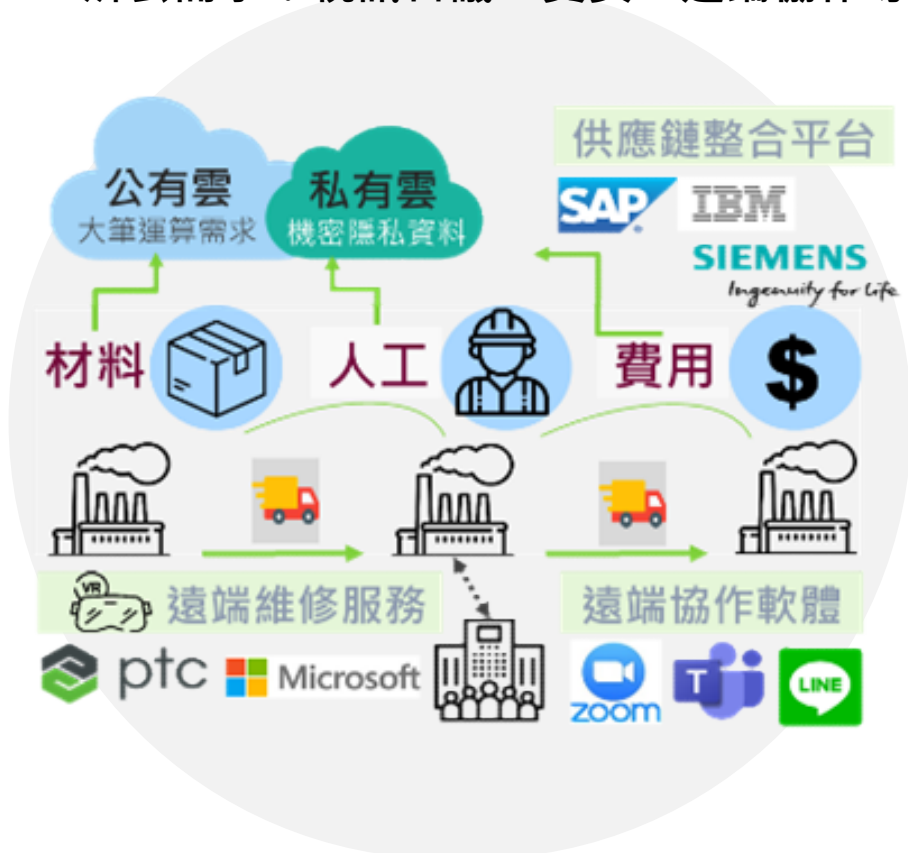 公有雲
大筆運算需求
私有雲
機密隱私資料
供應鏈整合平台
SAP
IBM
SIEMENS
Ingenuity for life
材料
人工
費用
$
VR
遠端維修服務
遠端協作軟體
ptc
Microsoft
zoom
T
LINE